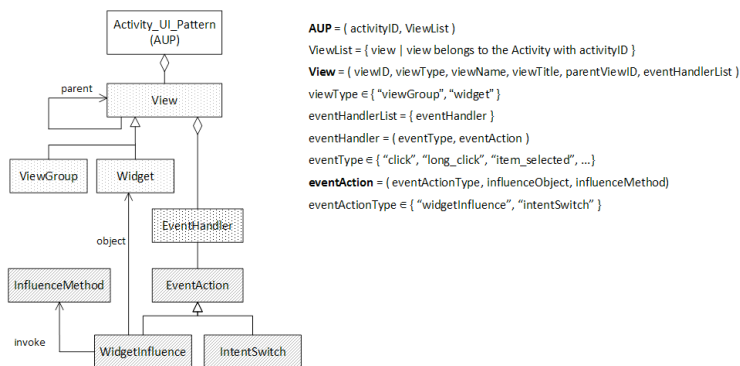 Activity_UI_Pattern
(AUP)
parent
View
ViewGroup
Widget
EventHandler
object
InfluenceMethod
EventAction
invoke
WidgetInfluence
IntentSwitch
AUP = ( activityID, ViewList )
ViewList = { view | view belongs to the Activity with activityID }
View = ( viewID, viewType, viewName, viewTitle, parentViewID, eventHandlerList )
viewType ∈ { “viewGroup”, “widget” }
eventHandlerList = { eventHandler }
eventHandler = ( eventType, eventAction )
eventType ∈ { “click”, “long_click”, “item_selected”, ...}
eventAction = ( eventActionType, influenceObject, influenceMethod)
eventActionType ∈ { “widgetInfluence”, “intentSwitch” }